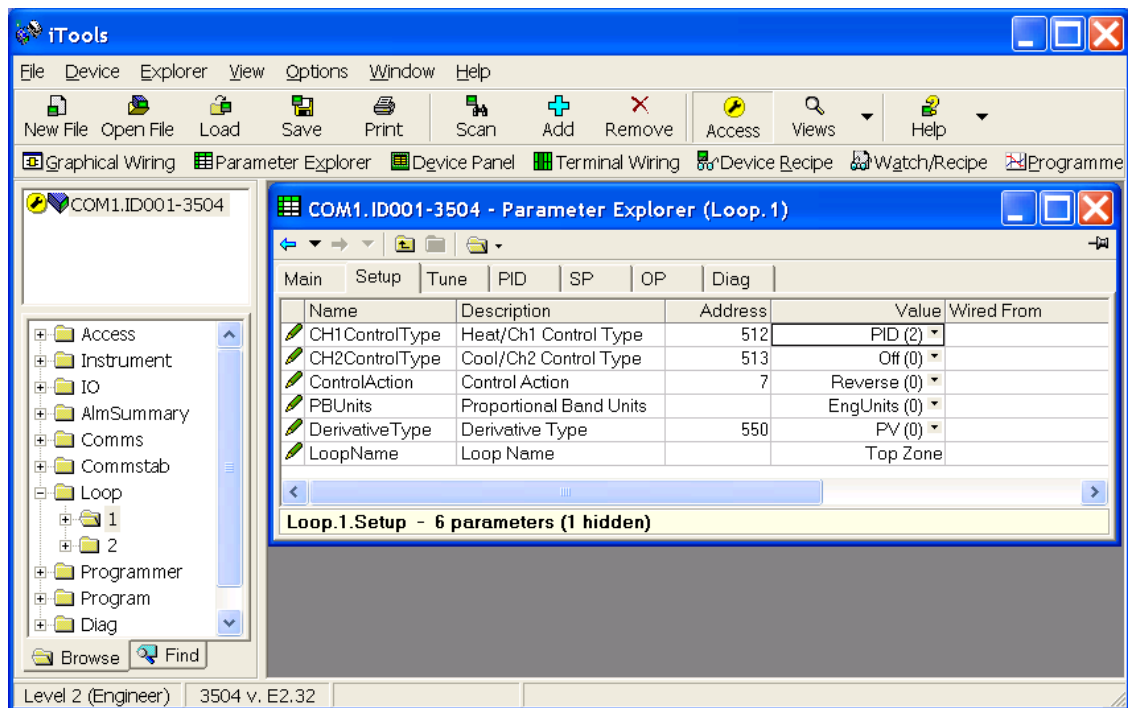 iTools
File Device Explorer View Options Window Help
New File Open File Load Save Print Scan Add Remove Access Views Help
Graphical Wiring Parameter Explorer Device Panel Terminal Wiring Device Recipe Watch/Recipe Programme
COM1.ID001-3504
COM1.ID001-3504 - Parameter Explorer (Loop.1)
Main Setup Tune PID SP OP Diag
Name Description Address Value Wired From
CH1ControlType Heat/Ch1 Control Type 512 PID (2)
CH2ControlType Cool/Ch2 Control Type 513 Off (0)
ControlAction Control Action 7 Reverse (0)
PBUnits Proportional Band Units EngUnits (0)
DerivativeType Derivative Type 550 PV (0)
LoopName Loop Name Top Zone
Loop.1.Setup - 6 parameters (1 hidden)
Access
Instrument
IO
AlmSummary
Comms
Commstab
Loop
1
2
Programmer
Program
Diag
Browse Find
Level 2 (Engineer) 3504 v. E2.32